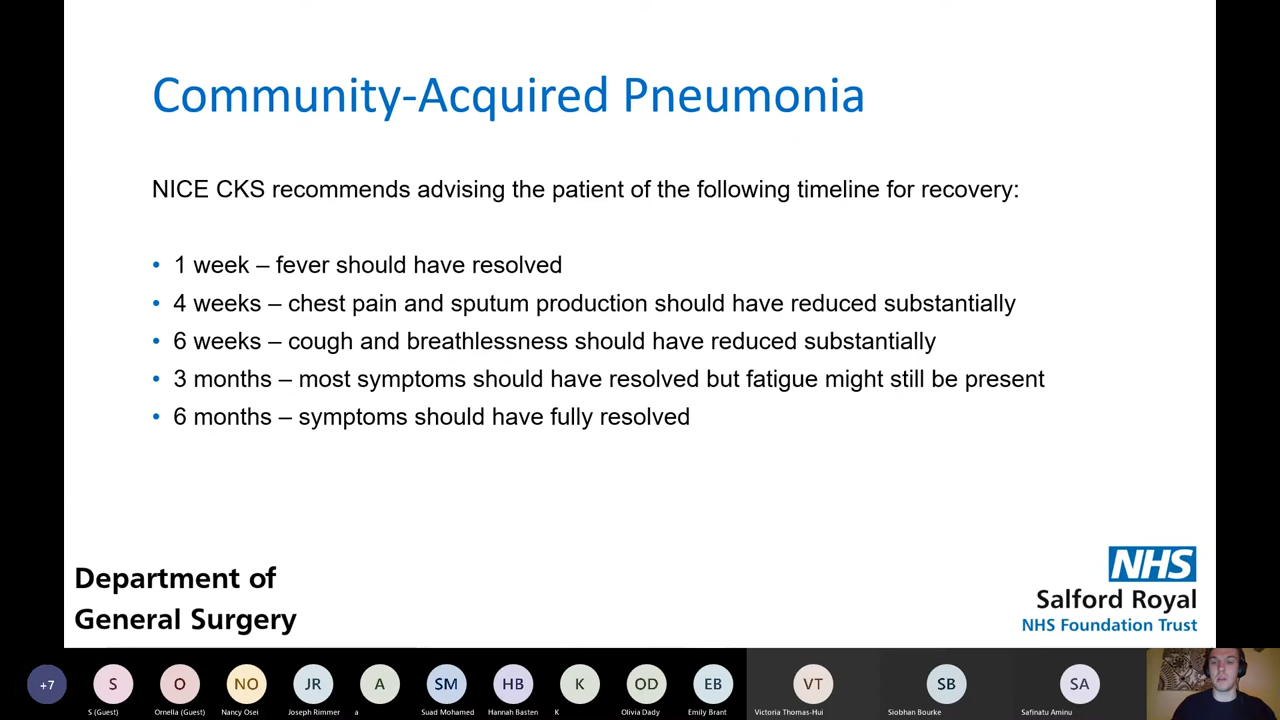 Community-Acquired Pneumonia
NICE CKS recommends advising the patient of the following timeline for recovery:
• 1 week – fever should have resolved
• 4 weeks – chest pain and sputum production should have reduced substantially
• 6 weeks – cough and breathlessness should have reduced substantially
• 3 months – most symptoms should have resolved but fatigue might still be present
• 6 months – symptoms should have fully resolved
Department of
General Surgery
NHS
Salford Royal
NHS Foundation Trust
+7 S O NO JR A SM HB K OD EB VT SB SA
S (Guest) Ornella (Guest) Nancy Osei Joseph Rimmer a Suad Mohamed Hannah Basten K Olivia Dady Emily Brant Victoria Thomas-Hui Siobhan Bourke Safinatu Aminu